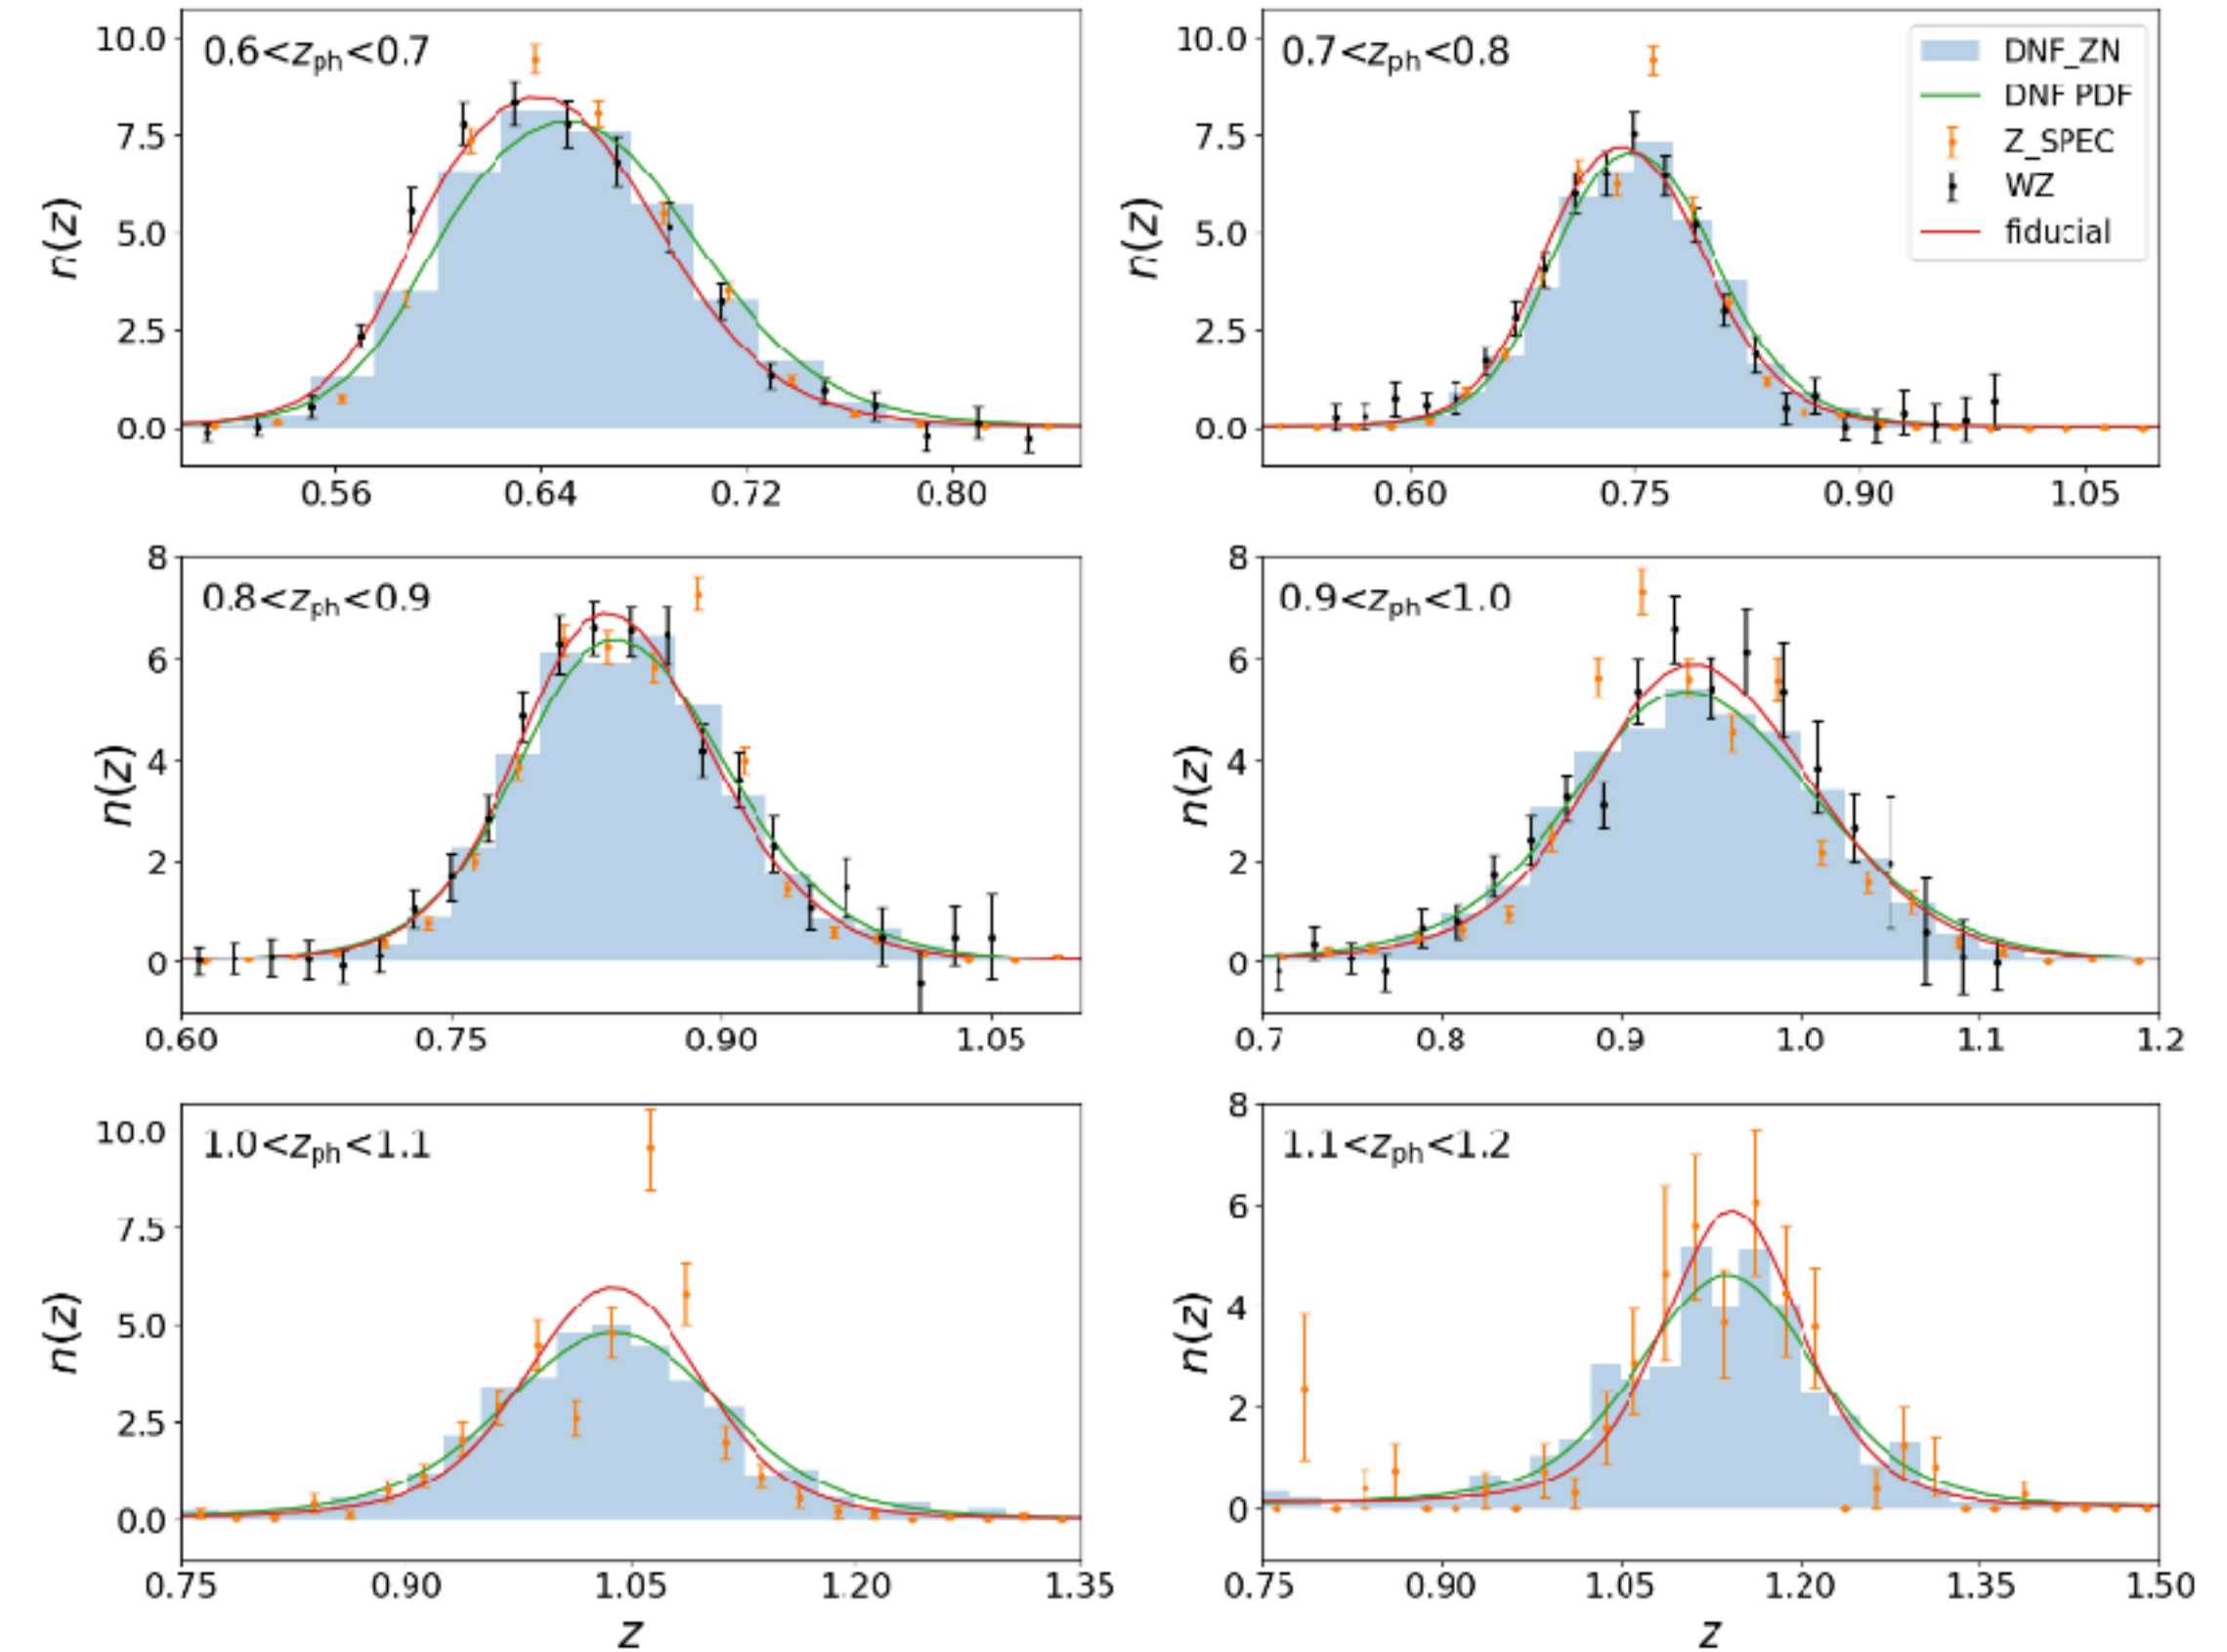 0.6<z_ph<0.7
n(z)
10.0
7.5
5.0
2.5
0.0
0.56 0.64 0.72 0.80
0.7<z_ph<0.8
n(z)
10.0
7.5
5.0
2.5
0.0
0.60 0.75 0.90 1.05
DNF_ZN
DNF PDF
Z_SPEC
WZ
fiducial
0.8<z_ph<0.9
n(z)
8
6
4
2
0
0.60 0.75 0.90 1.05
0.9<z_ph<1.0
n(z)
8
6
4
2
0
0.7 0.8 0.9 1.0 1.1 1.2
1.0<z_ph<1.1
n(z)
10.0
7.5
5.0
2.5
0.0
0.75 0.90 1.05 1.20 1.35
z
1.1<z_ph<1.2
n(z)
8
6
4
2
0
0.75 0.90 1.05 1.20 1.35 1.50
z